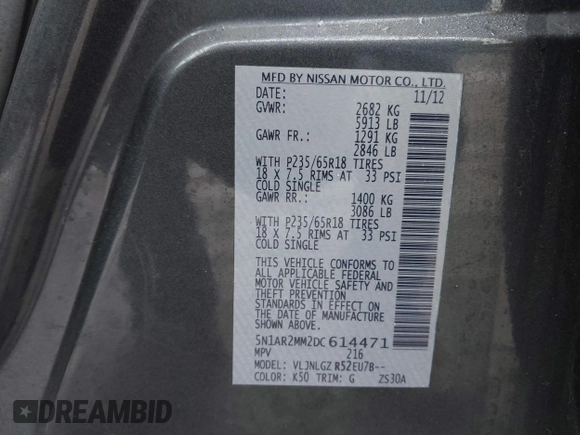 MFD BY NISSAN MOTOR CO., LTD.
DATE: 11/12
GVWR: 2682 KG
5913 LB
GAWR FR.: 1291 KG
2846 LB
WITH P235/65R18 TIRES
18 X 7.5 RIMS AT 33 PSI
COLD SINGLE
GAWR RR.: 1400 KG
3086 LB
WITH P235/65R18 TIRES
18 X 7.5 RIMS AT 33 PSI
COLD SINGLE
THIS VEHICLE CONFORMS TO
ALL APPLICABLE FEDERAL
MOTOR VEHICLE SAFETY AND
THEFT PREVENTION
STANDARDS IN EFFECT ON
THE DATE OF MANUFACTURE
SHOWN ABOVE.
5N1AR2MM2DC614471
MPV 216
MODEL: VLJNLGZ R52EU7B--
COLOR: K50 TRIM: G ZS30A
EPICBID